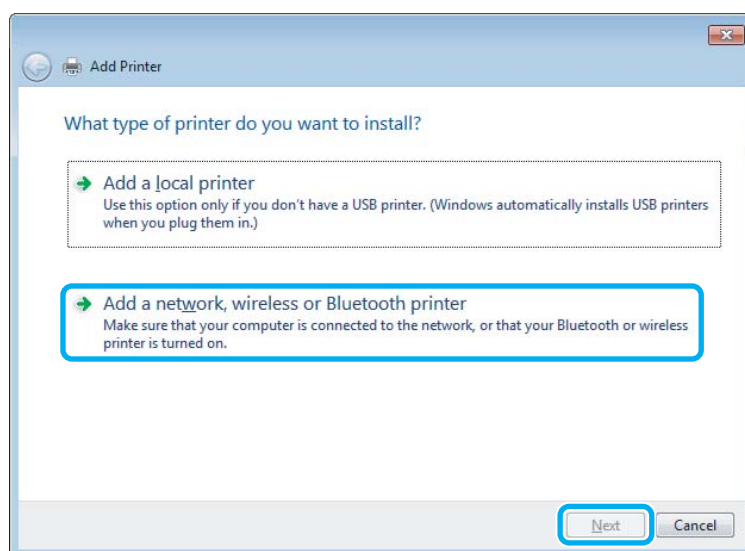 Add Printer
What type of printer do you want to install?
Add a local printer
Use this option only if you don't have a USB printer. (Windows automatically installs USB printers
when you plug them in.)
Add a network, wireless or Bluetooth printer
Make sure that your computer is connected to the network, or that your Bluetooth or wireless
printer is turned on.
Next Cancel